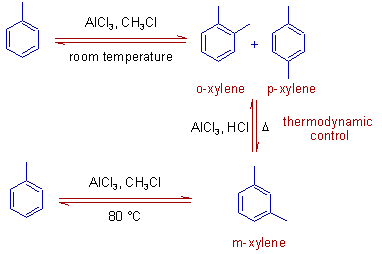 AlCl₃, CH₃Cl
room temperature
+
o-xylene p-xylene
AlCl₃, HCl Δ thermodynamic
control
AlCl₃, CH₃Cl
80 °C
m-xylene